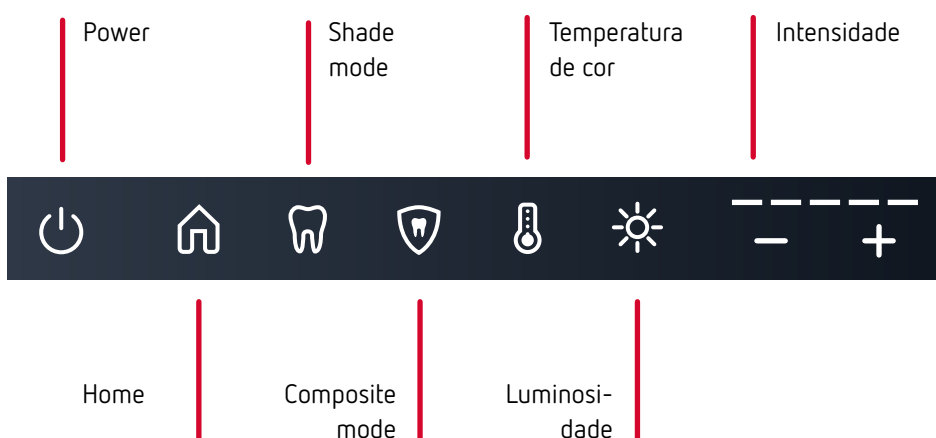 Power
Shade
mode
Temperatura
de cor
Intensidade
Home
Composite
mode
Luminosi-
dade